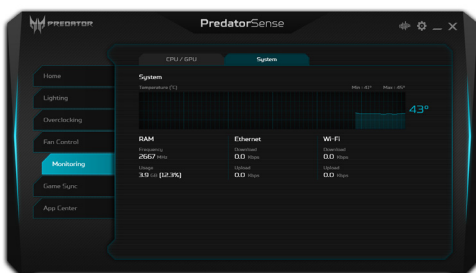 PREDATOR
PredatorSense
CPU / GPU
System
Home
Lighting
Overclocking
Fan Control
Monitoring
Game Sync
App Center
System
Temperature (°C)
Min : 41° Max : 45°
43°
RAM
Frequency
2667 MHz
Usage
3.9 GB (12.3%)
Ethernet
Download
0.0 Kbps
Upload
0.0 Kbps
Wi-Fi
Download
0.0 Kbps
Upload
0.0 Kbps